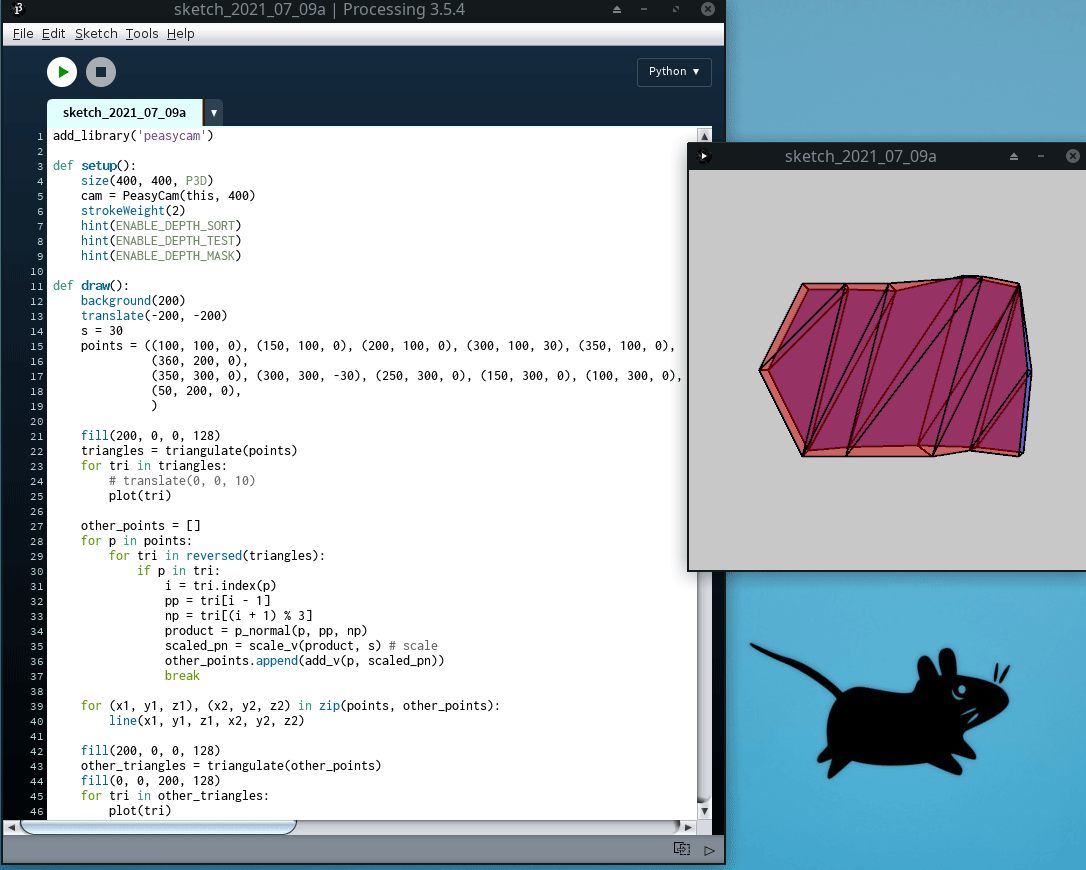 sketch_2021_07_09a | Processing 3.5.4
File Edit Sketch Tools Help
Python ▼
sketch_2021_07_09a ▼
1 add_library('peasycam')
2
3 def setup():
4     size(400, 400, P3D)
5     cam = PeasyCam(this, 400)
6     strokeWeight(2)
7     hint(ENABLE_DEPTH_SORT)
8     hint(ENABLE_DEPTH_TEST)
9     hint(ENABLE_DEPTH_MASK)
10
11 def draw():
12     background(200)
13     translate(-200, -200)
14     s = 30
15     points = ((100, 100, 0), (150, 100, 0), (200, 100, 0), (300, 100, 30), (350, 100, 0),
16               (360, 200, 0),
17               (350, 300, 0), (300, 300, -30), (250, 300, 0), (150, 300, 0), (100, 300, 0),
18               (50, 200, 0),
19               )
20
21     fill(200, 0, 0, 128)
22     triangles = triangulate(points)
23     for tri in triangles:
24         # translate(0, 0, 10)
25         plot(tri)
26
27     other_points = []
28     for p in points:
29         for tri in reversed(triangles):
30             if p in tri:
31                 i = tri.index(p)
32                 pp = tri[i - 1]
33                 np = tri[(i + 1) % 3]
34                 product = p_normal(p, pp, np)
35                 scaled_pn = scale_v(product, s) # scale
36                 other_points.append(add_v(p, scaled_pn))
37                 break
38
39     for (x1, y1, z1), (x2, y2, z2) in zip(points, other_points):
40         line(x1, y1, z1, x2, y2, z2)
41
42     fill(200, 0, 0, 128)
43     other_triangles = triangulate(other_points)
44     fill(0, 0, 200, 128)
45     for tri in other_triangles:
46         plot(tri)
sketch_2021_07_09a